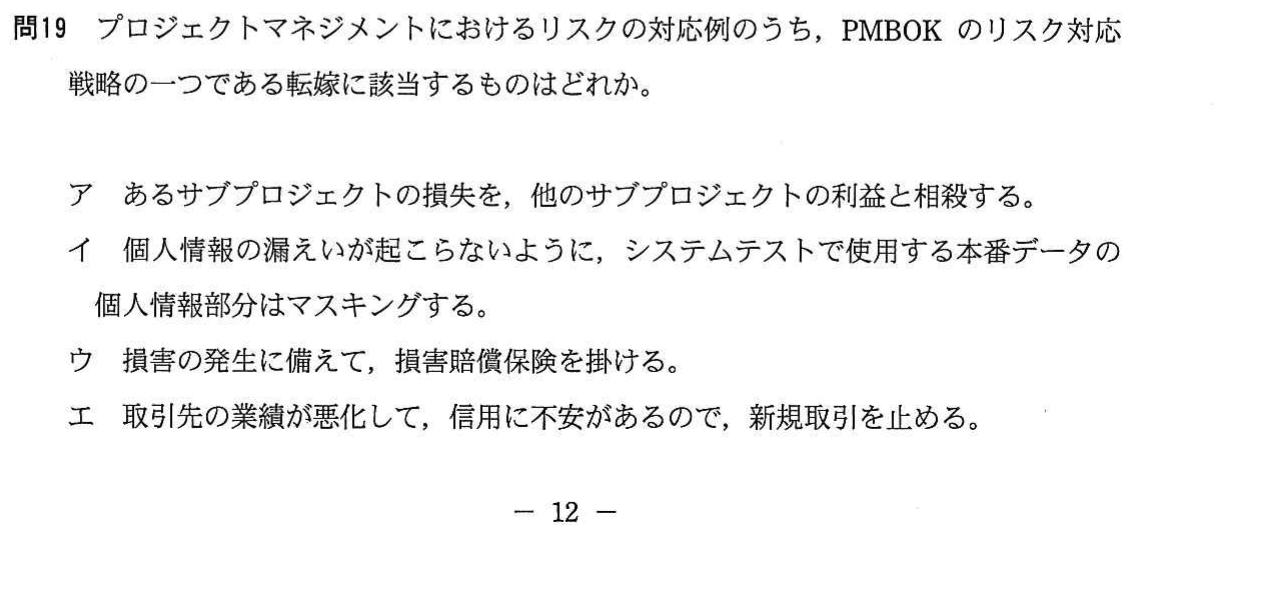 問19 プロジェクトマネジメントにおけるリスクの対応例のうち，PMBOK のリスク対応
戦略の一つである転嫁に該当するものはどれか。
ア あるサブプロジェクトの損失を，他のサブプロジェクトの利益と相殺する。
イ 個人情報の漏えいが起こらないように，システムテストで使用する本番データの
個人情報部分はマスキングする。
ウ 損害の発生に備えて，損害賠償保険を掛ける。
エ 取引先の業績が悪化して，信用に不安があるので，新規取引を止める。
－ 12 －